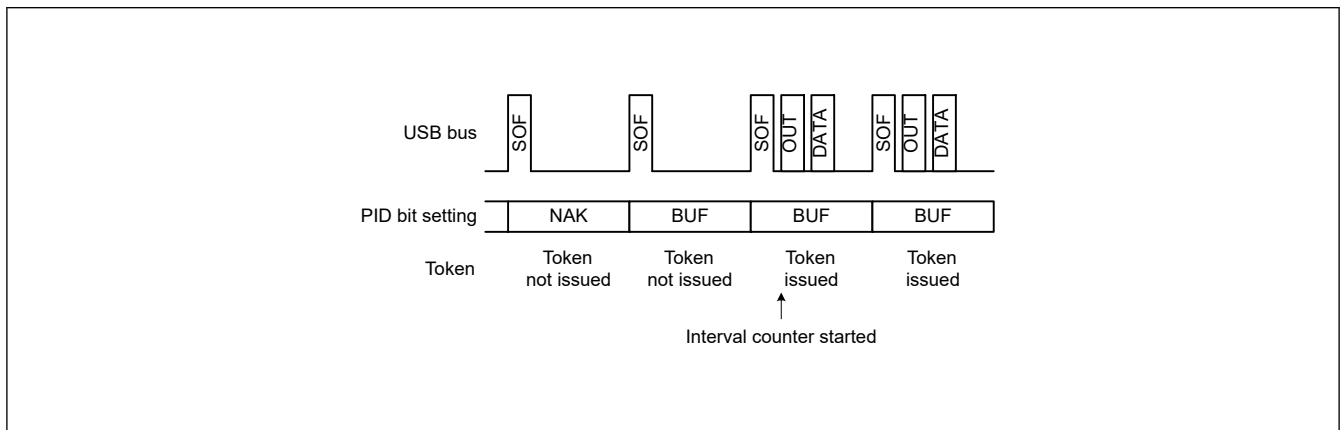 USB bus
SOF
SOF
SOF
OUT
DATA
SOF
OUT
DATA
PID bit setting
NAK
BUF
BUF
BUF
Token
Token
not issued
Token
not issued
Token
issued
Token
issued
Interval counter started